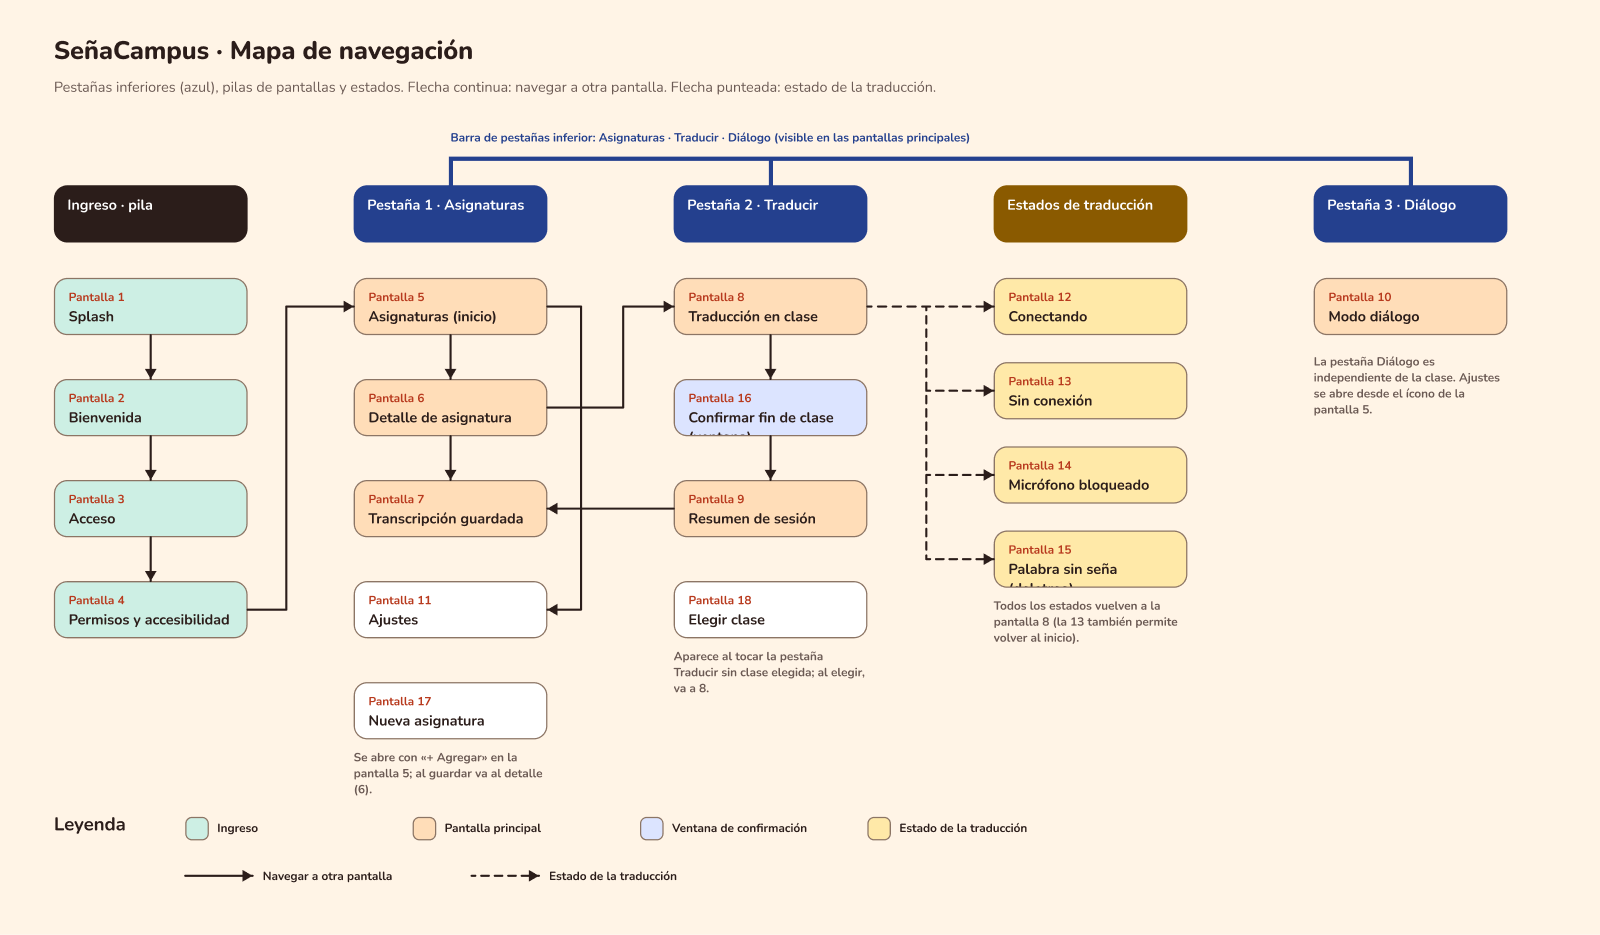 SeñaCampus · Mapa de navegación
Pestañas inferiores (azul), pilas de pantallas y estados. Flecha continua: navegar a otra pantalla. Flecha punteada: estado de la traducción.
Barra de pestañas inferior: Asignaturas · Traducir · Diálogo (visible en las pantallas principales)
Ingreso · pila
Pantalla 1
Splash
Pantalla 2
Bienvenida
Pantalla 3
Acceso
Pantalla 4
Permisos y accesibilidad
Pestaña 1 · Asignaturas
Pantalla 5
Asignaturas (inicio)
Pantalla 6
Detalle de asignatura
Pantalla 7
Transcripción guardada
Pantalla 11
Ajustes
Pantalla 17
Nueva asignatura
Se abre con «+ Agregar» en la
pantalla 5; al guardar va al detalle
(6).
Pestaña 2 · Traducir
Pantalla 8
Traducción en clase
Pantalla 16
Confirmar fin de clase
Pantalla 9
Resumen de sesión
Pantalla 18
Elegir clase
Aparece al tocar la pestaña
Traducir sin clase elegida; al elegir,
va a 8.
Estados de traducción
Pantalla 12
Conectando
Pantalla 13
Sin conexión
Pantalla 14
Micrófono bloqueado
Pantalla 15
Palabra sin seña
Todos los estados vuelven a la
pantalla 8 (la 13 también permite
volver al inicio).
Pestaña 3 · Diálogo
Pantalla 10
Modo diálogo
La pestaña Diálogo es
independiente de la clase. Ajustes
se abre desde el ícono de la
pantalla 5.
Leyenda
Ingreso
Pantalla principal
Ventana de confirmación
Estado de la traducción
Navegar a otra pantalla
Estado de la traducción